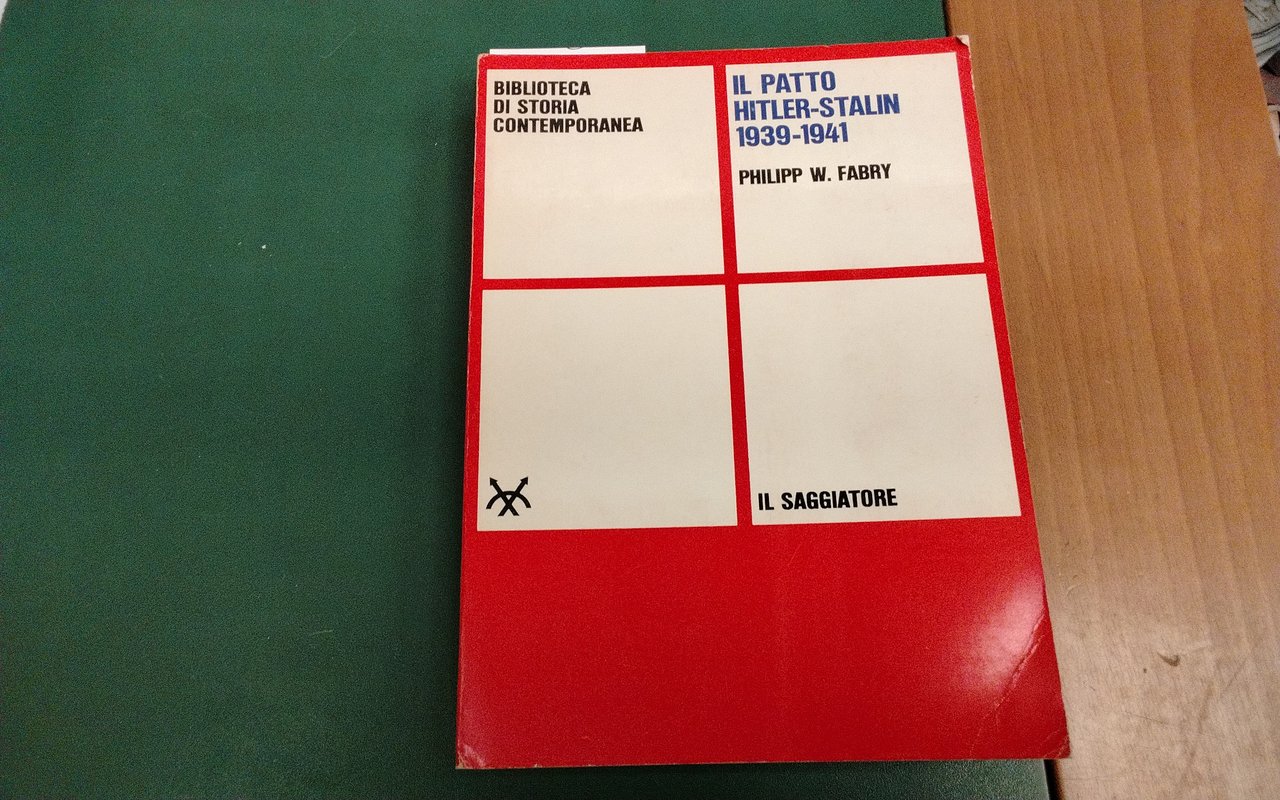 BIBLIOTECA
DI STORIA
CONTEMPORANEA
IL PATTO
HITLER-STALIN
1939-1941
PHILIPP W. FABRY
IL SAGGIATORE